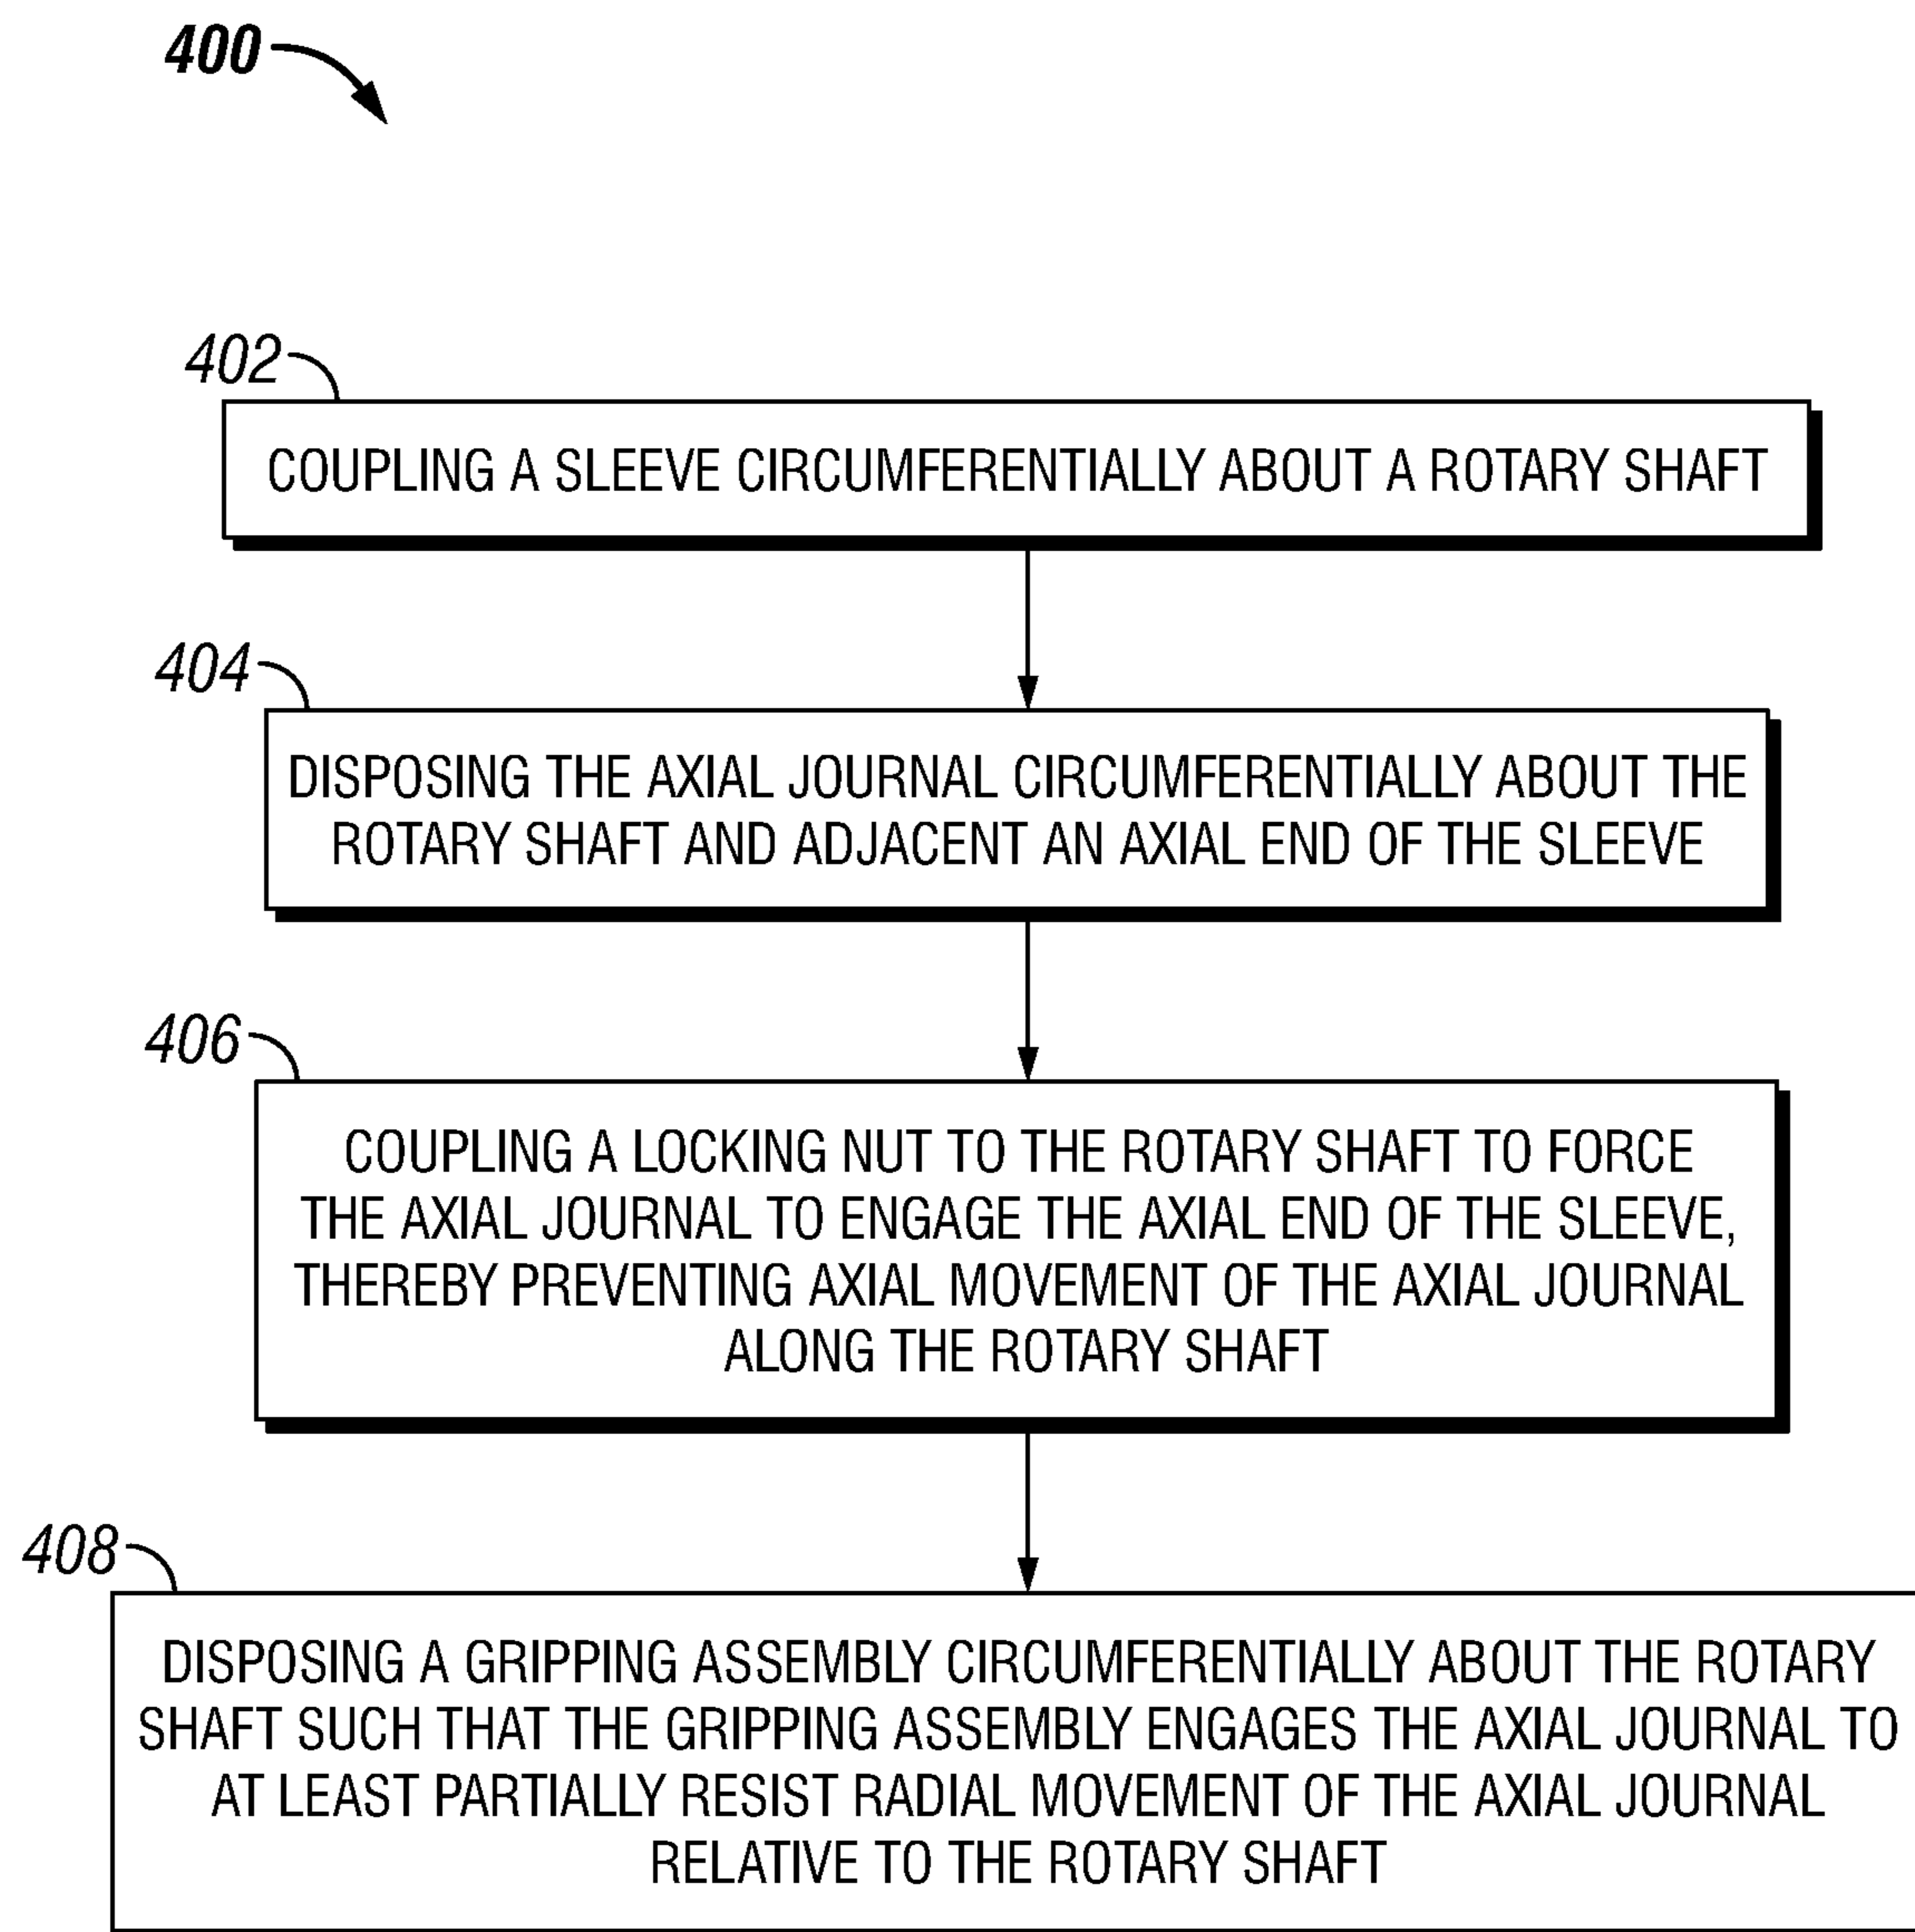 400
402
COUPLING A SLEEVE CIRCUMFERENTIALLY ABOUT A ROTARY SHAFT
404
DISPOSING THE AXIAL JOURNAL CIRCUMFERENTIALLY ABOUT THE
ROTARY SHAFT AND ADJACENT AN AXIAL END OF THE SLEEVE
406
COUPLING A LOCKING NUT TO THE ROTARY SHAFT TO FORCE
THE AXIAL JOURNAL TO ENGAGE THE AXIAL END OF THE SLEEVE,
THEREBY PREVENTING AXIAL MOVEMENT OF THE AXIAL JOURNAL
ALONG THE ROTARY SHAFT
408
DISPOSING A GRIPPING ASSEMBLY CIRCUMFERENTIALLY ABOUT THE ROTARY
SHAFT SUCH THAT THE GRIPPING ASSEMBLY ENGAGES THE AXIAL JOURNAL TO
AT LEAST PARTIALLY RESIST RADIAL MOVEMENT OF THE AXIAL JOURNAL
RELATIVE TO THE ROTARY SHAFT